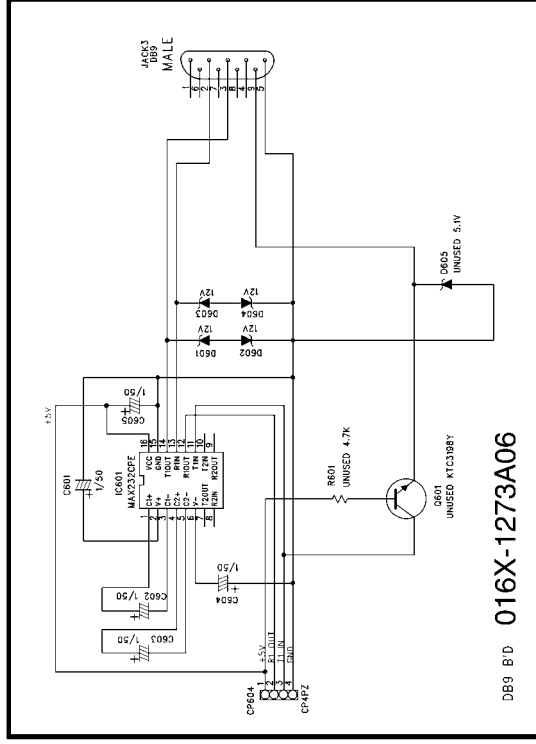 JACK3
DB9
MALE
1
6
2
7
3
8
4
9
5
+5V
C601
1/50
C605
1/50
IC601
MAX232CPE
1 C1+ VCC 16
2 V+ GND 15
3 C1- T1OUT 14
4 C2+ R1IN 13
5 C2- R1OUT 12
6 V- T1IN 11
7 T2OUT T2IN 10
8 R2IN R2OUT 9
C602 1/50
C603 1/50
C604 1/50
D601
12V
D602
12V
D603
12V
D604
12V
D605
UNUSED 5.1V
R601
UNUSED 4.7K
Q601
UNUSED KTC3198Y
CP604
1 +5V
2 R1 OUT
3 T1 IN
4 GND
CP4PZ
DB9 B'D 016X-1273A06